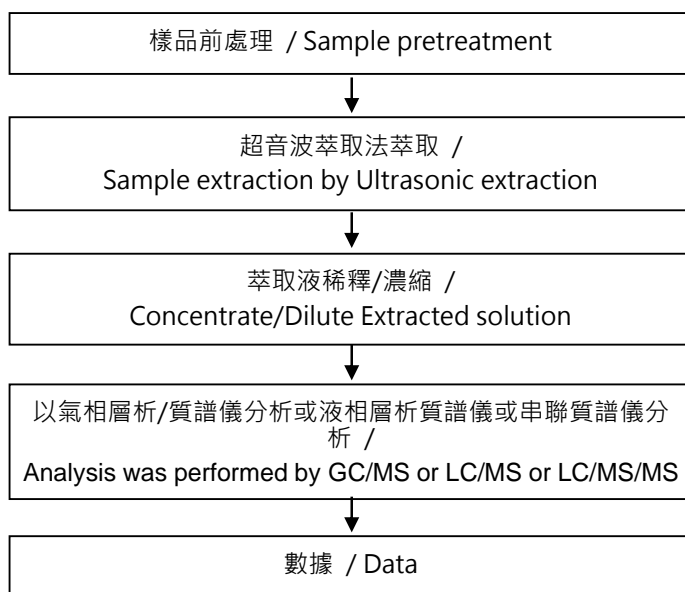 樣品前處理 / Sample pretreatment
超音波萃取法萃取 /
Sample extraction by Ultrasonic extraction
萃取液稀釋/濃縮 /
Concentrate/Dilute Extracted solution
以氣相層析/質譜儀分析或液相層析質譜儀或串聯質譜儀分
析 /
Analysis was performed by GC/MS or LC/MS or LC/MS/MS
數據 / Data